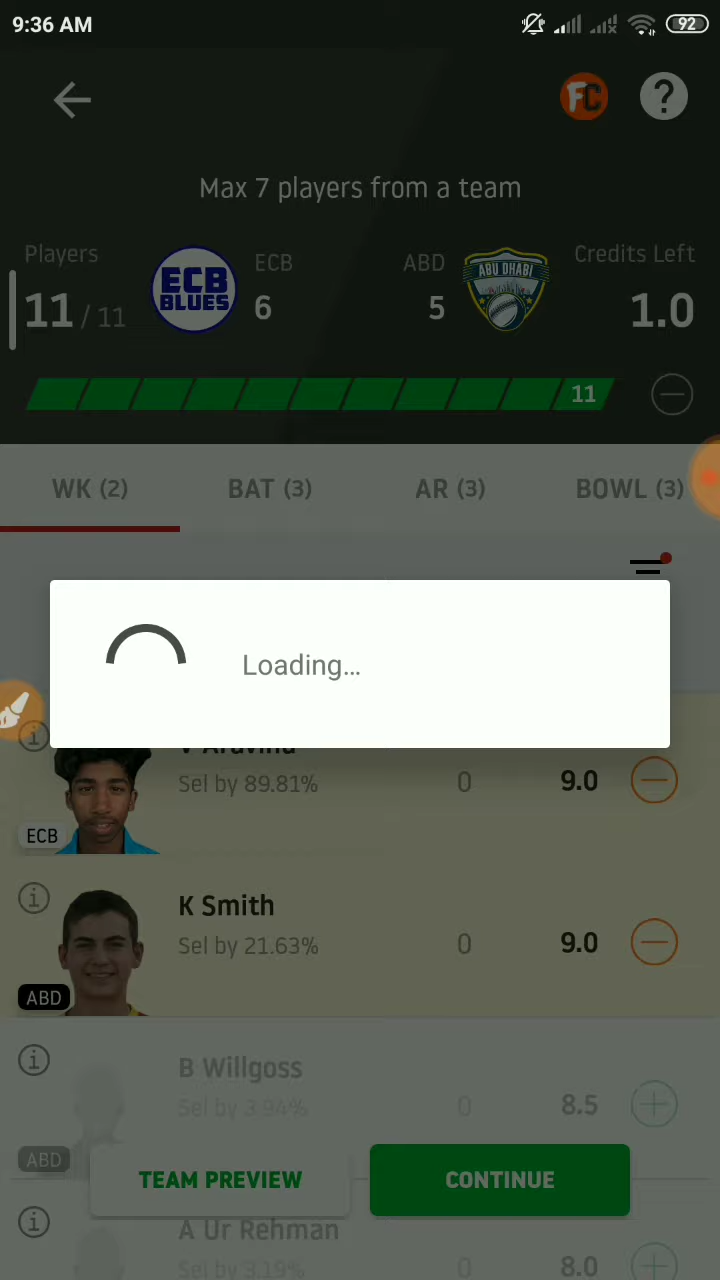 9:36 AM
92
FC
?
Max 7 players from a team
Players
ECB
ABD
Credits Left
ECB
BLUES
ABU DHABI
11 / 11
6
5
1.0
11
WK (2)
BAT (3)
AR (3)
BOWL (3)
Loading...
V Aravind
Sel by 89.81%
0
9.0
ECB
K Smith
Sel by 21.63%
0
9.0
ABD
B Willgoss
Sel by 3.94%
0
8.5
ABD
TEAM PREVIEW
CONTINUE
A Ur Rehman
Sel by 3.19%
0
8.0